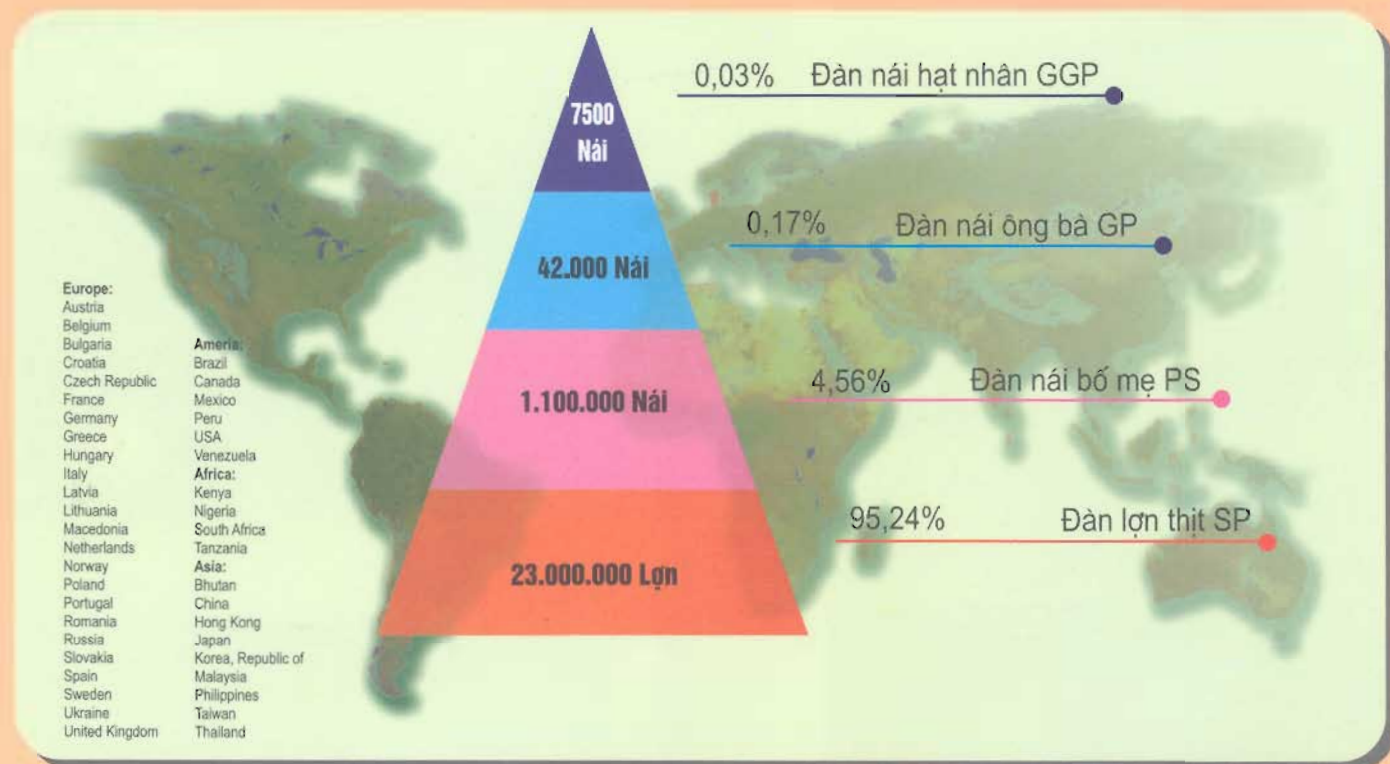 0,03% Đàn nái hạt nhân GGP
7500
Nái
0,17% Đàn nái ông bà GP
42.000 Nái
4,56% Đàn nái bố mẹ PS
1.100.000 Nái
95,24% Đàn lợn thịt SP
23.000.000 Lợn
Europe:
Austria
Belgium
Bulgaria
Croatia
Czech Republic
France
Germany
Greece
Hungary
Italy
Latvia
Lithuania
Macedonia
Netherlands
Norway
Poland
Portugal
Romania
Russia
Slovakia
Spain
Sweden
Ukraine
United Kingdom
Ameria:
Brazil
Canada
Mexico
Peru
USA
Venezuela
Africa:
Kenya
Nigeria
South Africa
Tanzania
Asia:
Bhutan
China
Hong Kong
Japan
Korea, Republic of
Malaysia
Philippines
Taiwan
Thailand